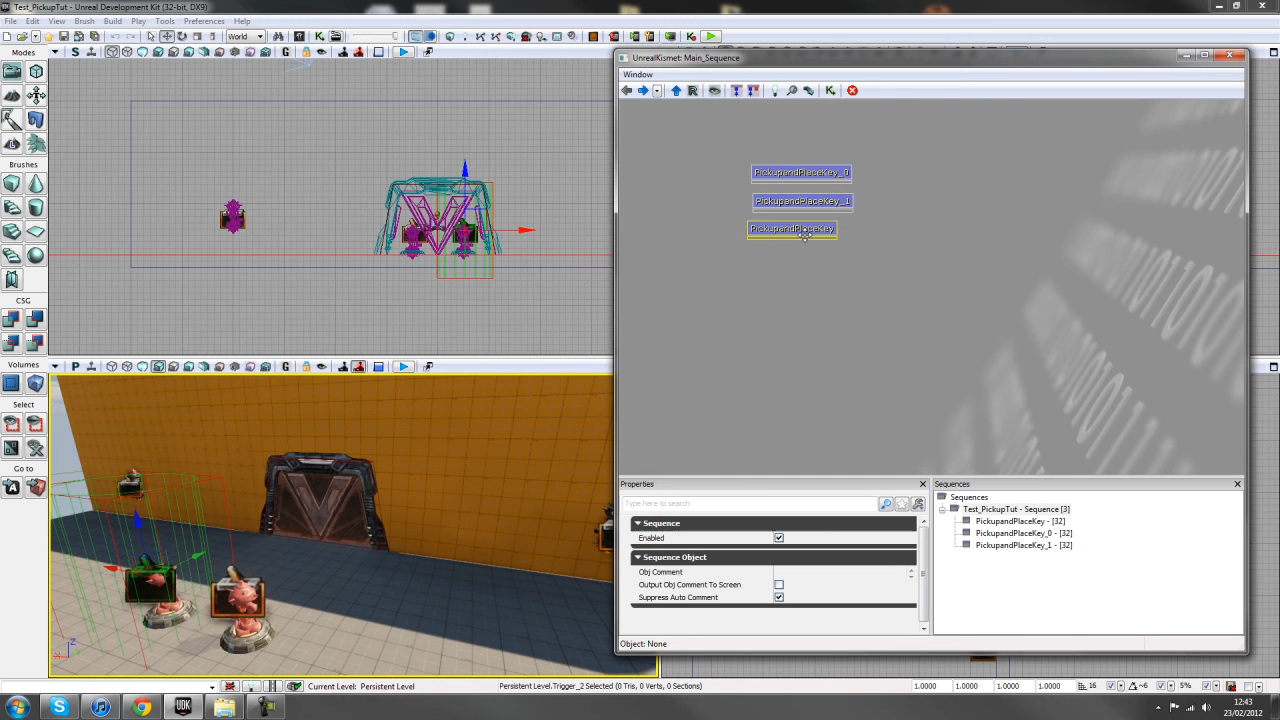 Test_PickupTut - Unreal Development Kit (32-bit, DX9)
File Edit View Brush Build Play Tools Preferences Help
World
Modes
Brushes
CSG
Volumes
Select
Go to
UnrealKismet: Main_Sequence
Window
PickupandPlaceKey_0
PickupandPlaceKey_1
PickupandPlaceKey
Properties
Type here to search
Sequence
Enabled
Sequence Object
Obj Comment
Output Obj Comment To Screen
Suppress Auto Comment
Sequences
Sequences
Test_PickupTut - Sequence [3]
PickupandPlaceKey - [32]
PickupandPlaceKey_0 - [32]
PickupandPlaceKey_1 - [32]
Object: None
Current Level: Persistent Level
Persistent Level.Trigger_2 Selected (0 Tris, 0 Verts, 0 Sections)
1.0000 1.0000 1.0000 1.0000 16 ~6 5%
12:43
23/02/2012